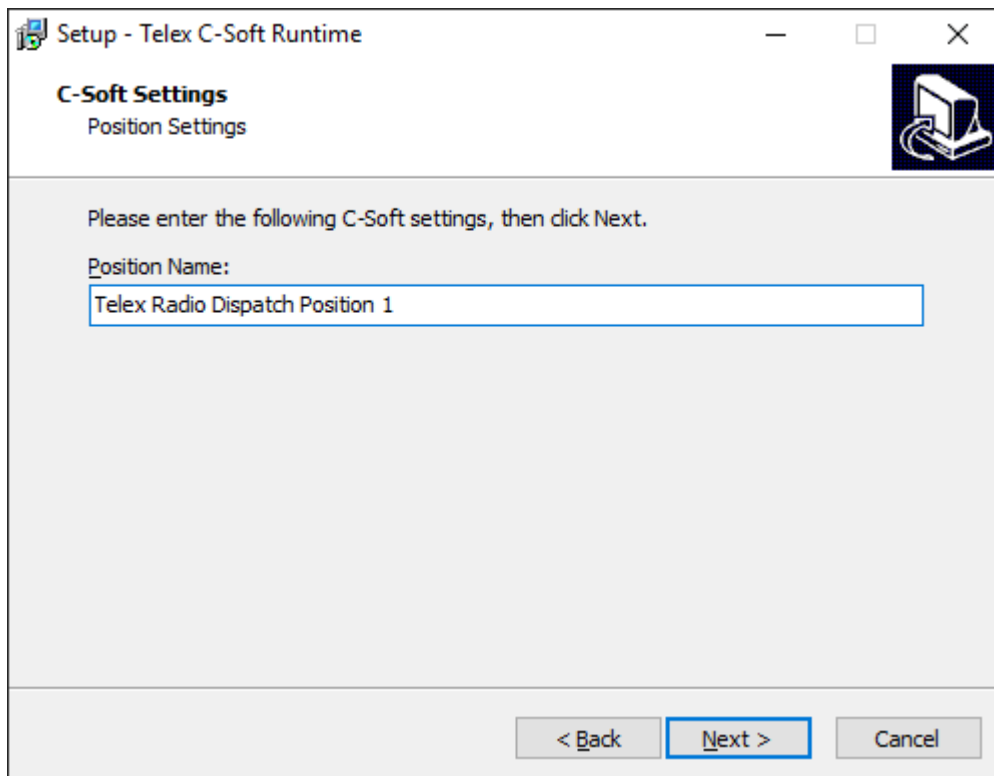 Setup - Telex C-Soft Runtime
C-Soft Settings
Position Settings
Please enter the following C-Soft settings, then click Next.
Position Name:
Telex Radio Dispatch Position 1
< Back
Next >
Cancel